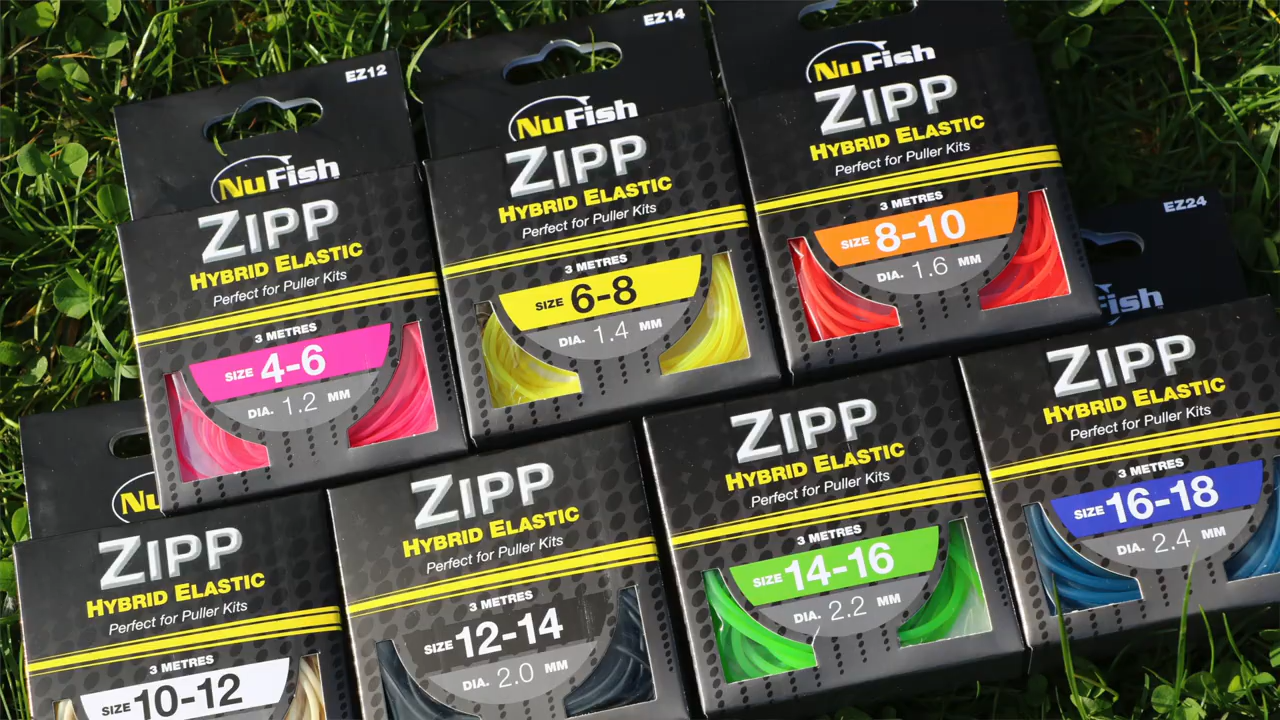 EZ12
NuFish
ZIPP
HYBRID ELASTIC
Perfect for Puller Kits
3 METRES
SIZE 4-6
DIA. 1.2 MM
EZ14
NuFish
ZIPP
HYBRID ELASTIC
Perfect for Puller Kits
3 METRES
SIZE 6-8
DIA. 1.4 MM
NuFish
ZIPP
HYBRID ELASTIC
Perfect for Puller Kits
3 METRES
SIZE 8-10
DIA. 1.6 MM
Nu
ZIPP
HYBRID ELASTIC
Perfect for Puller Kits
3 METRES
SIZE 10-12
ZIPP
HYBRID ELASTIC
Perfect for Puller Kits
3 METRES
SIZE 12-14
DIA. 2.0 MM
ZIPP
HYBRID ELASTIC
Perfect for Puller Kits
3 METRES
SIZE 14-16
DIA. 2.2 MM
EZ24
Fish
ZIPP
HYBRID ELASTIC
Perfect for Puller Kits
3 METRES
SIZE 16-18
DIA. 2.4 MM